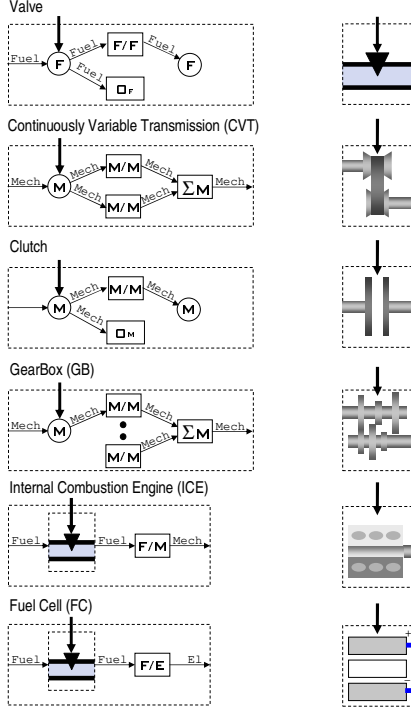 Valve
Fuel
F
Fuel
F/F
Fuel
F
Fuel
F
Continuously Variable Transmission (CVT)
Mech
M
Mech
M/M
Mech
Mech
M/M
Mech
ΣM
Mech
Clutch
M
Mech
M/M
Mech
M
Mech
M
GearBox (GB)
Mech
M
Mech
M/M
Mech
M/M
Mech
ΣM
Mech
Internal Combustion Engine (ICE)
Fuel
Fuel
F/M
Mech
Fuel Cell (FC)
Fuel
Fuel
F/E
El
+
−